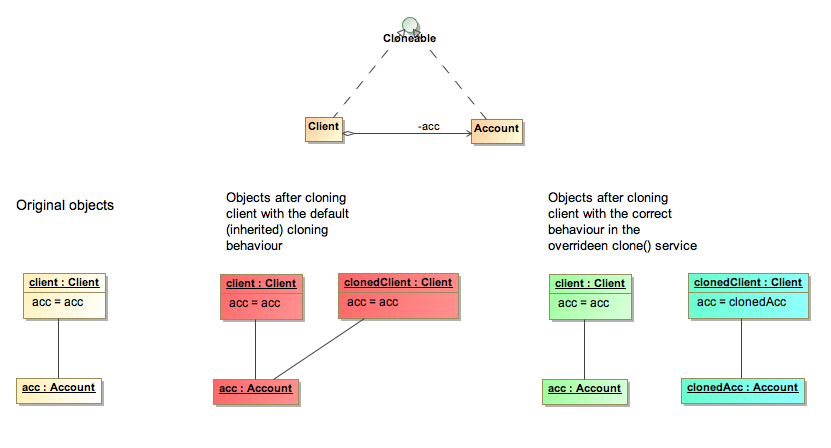 Cloneable
Client
-acc
Account
Original objects
Objects after cloning
client with the default
(inherited) cloning
behaviour
Objects after cloning
client with the correct
behaviour in the
overrideen clone() service
client : Client
acc = acc
acc : Account
client : Client
acc = acc
clonedClient : Client
acc = acc
acc : Account
client : Client
acc = acc
clonedClient : Client
acc = clonedAcc
acc : Account
clonedAcc : Account